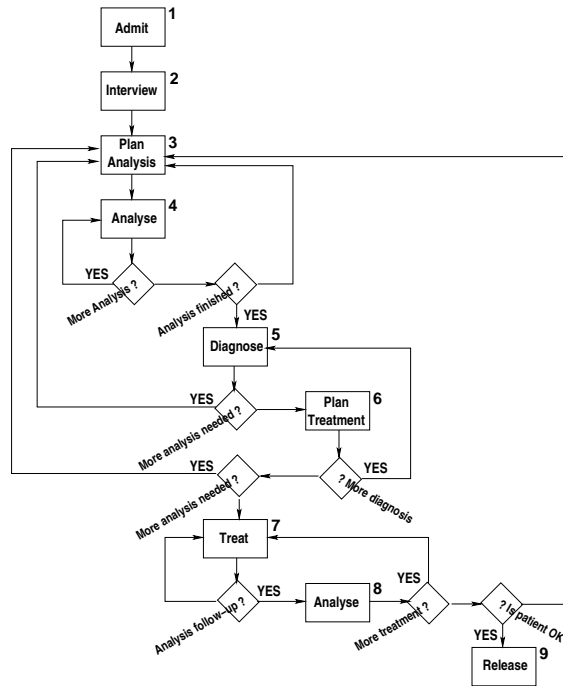 1
Admit
2
Interview
3
Plan
Analysis
4
Analyse
YES
More Analysis ?
Analysis finished ?
YES
5
Diagnose
YES
More analysis needed ?
6
Plan
Treatment
YES
? More diagnosis
YES
More analysis needed ?
7
Treat
YES
Analysis follow-up ?
8
Analyse
YES
More treatment ?
? Is patient OK
YES
9
Release